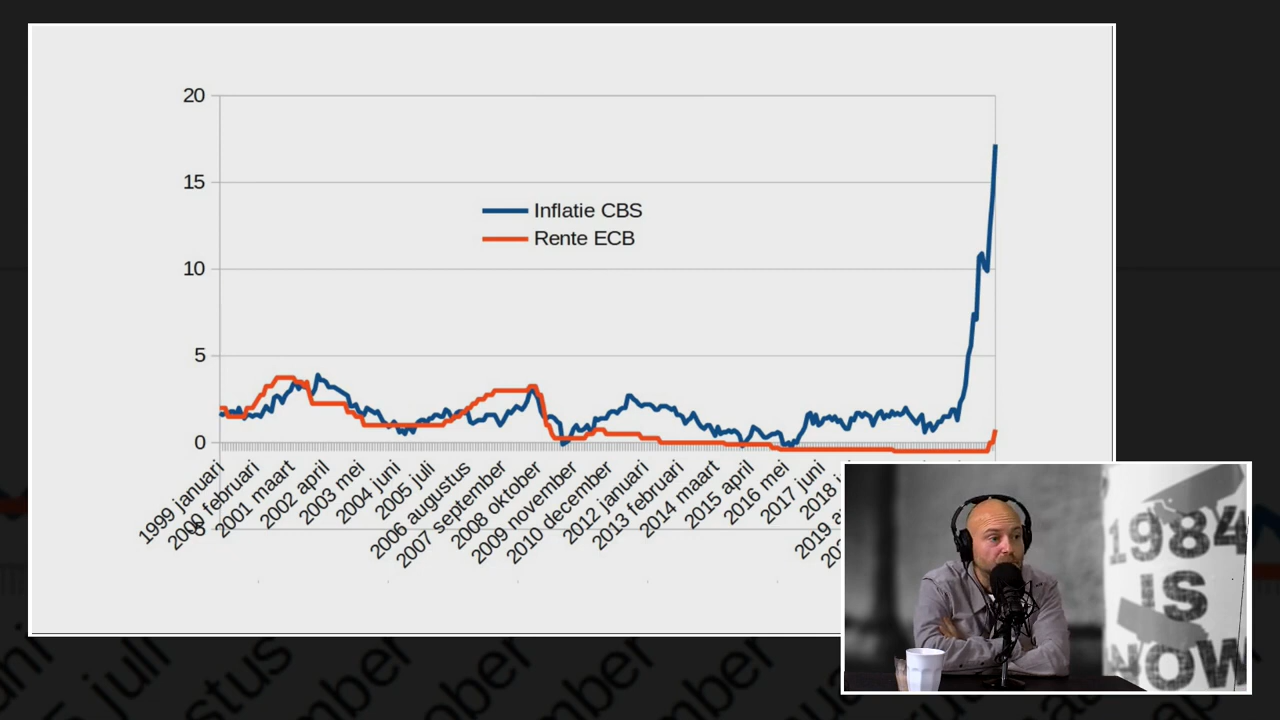 20
15
10
5
0
-5
Inflatie CBS
Rente ECB
1999 januari
2000 februari
2001 maart
2002 april
2003 mei
2004 juni
2005 juli
2006 augustus
2007 september
2008 oktober
2009 november
2010 december
2012 januari
2013 februari
2014 maart
2015 april
2016 mei
2017 juni
2018 j
2019 a
1984
IS
NOW